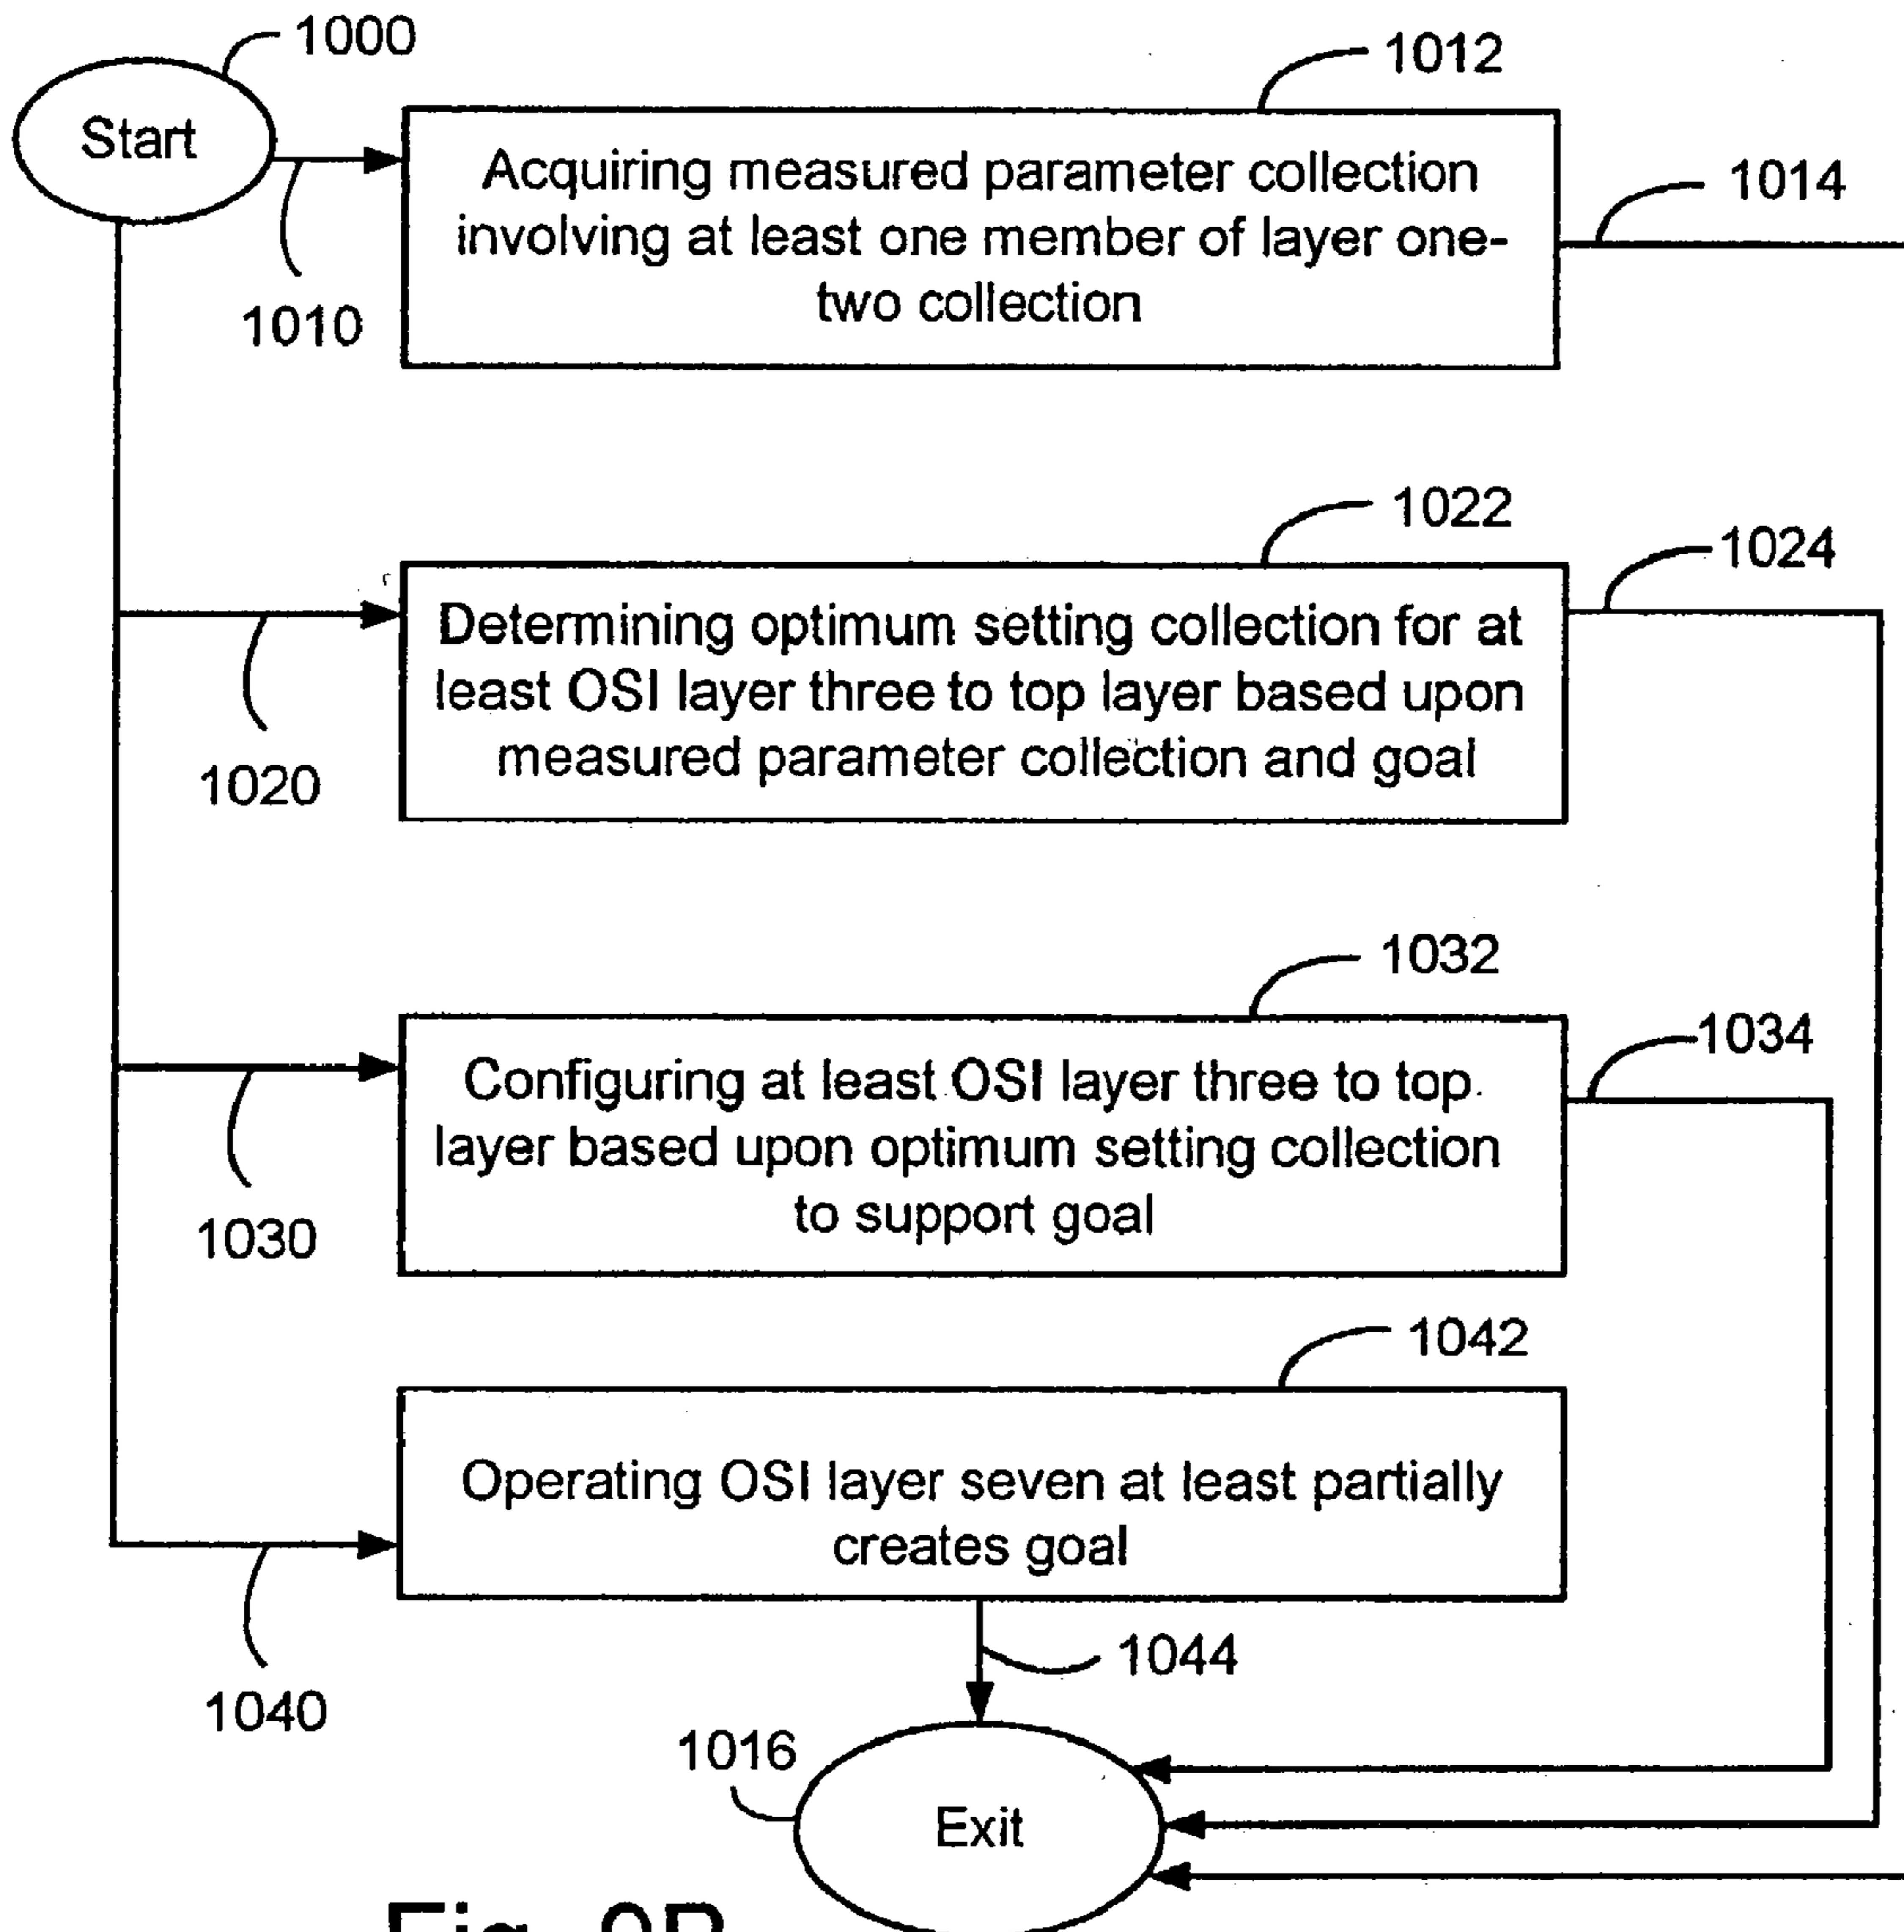 1000
Start
1010
1012
Acquiring measured parameter collection
involving at least one member of layer one-
two collection
1014
1022
1024
Determining optimum setting collection for at
least OSI layer three to top layer based upon
measured parameter collection and goal
1020
1032
1034
Configuring at least OSI layer three to top
layer based upon optimum setting collection
to support goal
1030
1042
Operating OSI layer seven at least partially
creates goal
1040
1044
1016
Exit